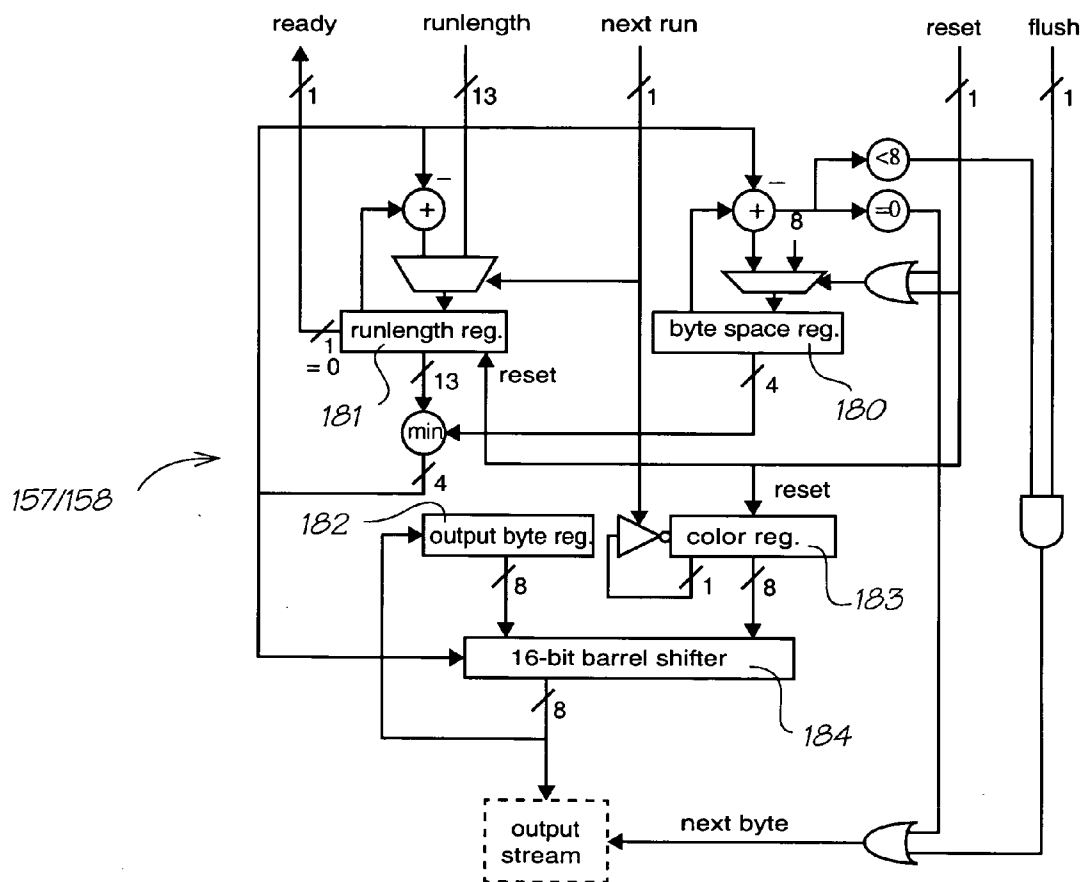 ready runlength next run reset flush
1 13 1 1 1
<8
− −
+ + =0
8
runlength reg. byte space reg.
1
= 0 13 reset 4
181 180
min
4
157/158
reset
182
output byte reg. color reg.
8 1 8
183
16-bit barrel shifter
8
184
next byte
output
stream